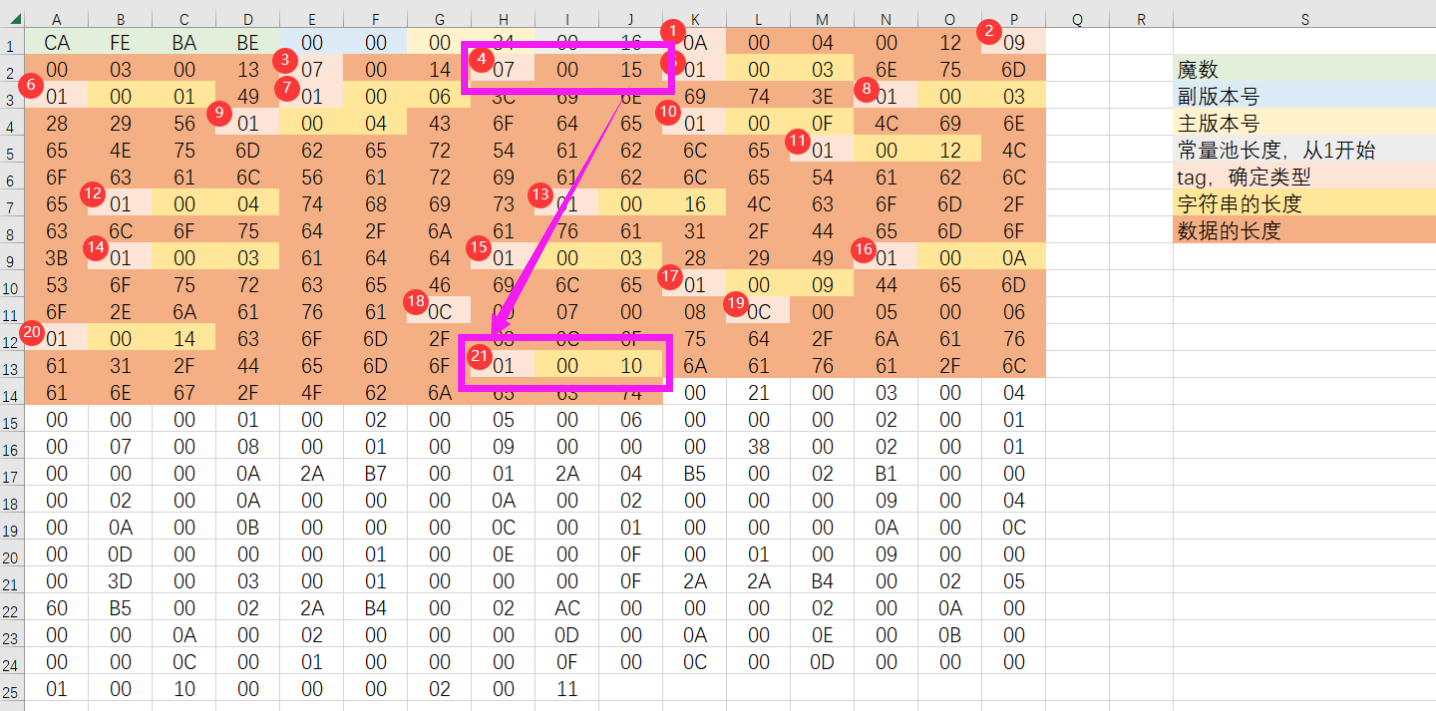 A B C D E F G H I J K L M N O P Q R S
1 CA FE BA BE 00 00 00 34 00 16 ① 0A 00 04 00 12 ② 09
2 00 03 00 13 ③ 07 00 14 ④ 07 00 15 01 00 03 6E 75 6D 魔数
3 ⑥ 01 00 01 49 ⑦ 01 00 06 3C 69 6E 69 74 3E ⑧ 01 00 03 副版本号
4 28 29 56 ⑨ 01 00 04 43 6F 64 65 ⑩ 01 00 0F 4C 69 6E 主版本号
5 65 4E 75 6D 62 65 72 54 61 62 6C 65 ⑪ 01 00 12 4C 常量池长度，从1开始
6 6F 63 61 6C 56 61 72 69 61 62 6C 65 54 61 62 6C tag，确定类型
7 65 ⑫ 01 00 04 74 68 69 73 ⑬ 01 00 16 4C 63 6F 6D 2F 字符串的长度
8 63 6C 6F 75 64 2F 6A 61 76 61 31 2F 44 65 6D 6F 数据的长度
9 3B ⑭ 01 00 03 61 64 64 ⑮ 01 00 03 28 29 49 ⑯ 01 00 0A
10 53 6F 75 72 63 65 46 69 6C 65 ⑰ 01 00 09 44 65 6D
11 6F 2E 6A 61 76 61 ⑱ 0C 00 07 00 08 ⑲ 0C 00 05 00 06
12 ⑳ 01 00 14 63 6F 6D 2F 63 6C 6F 75 64 2F 6A 61 76
13 61 31 2F 44 65 6D 6F ㉑ 01 00 10 6A 61 76 61 2F 6C
14 61 6E 67 2F 4F 62 6A 65 63 74 00 21 00 03 00 04
15 00 00 00 01 00 02 00 05 00 06 00 00 00 02 00 01
16 00 07 00 08 00 01 00 09 00 00 00 38 00 02 00 01
17 00 00 00 0A 2A B7 00 01 2A 04 B5 00 02 B1 00 00
18 00 02 00 0A 00 00 00 0A 00 02 00 00 00 09 00 04
19 00 0A 00 0B 00 00 00 0C 00 01 00 00 00 0A 00 0C
20 00 0D 00 00 00 01 00 0E 00 0F 00 01 00 09 00 00
21 00 3D 00 03 00 01 00 00 00 0F 2A 2A B4 00 02 05
22 60 B5 00 02 2A B4 00 02 AC 00 00 00 02 00 0A 00
23 00 00 0A 00 02 00 00 00 0D 00 0A 00 0E 00 0B 00
24 00 00 0C 00 01 00 00 00 0F 00 0C 00 0D 00 00 00
25 01 00 10 00 00 00 02 00 11